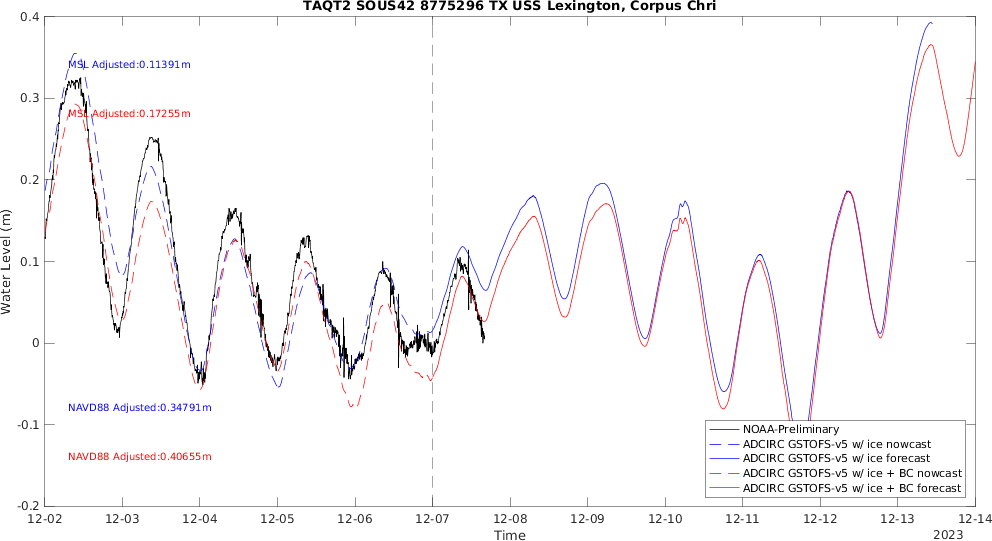 TAQT2 SOUS42 8775296 TX USS Lexington, Corpus Chri
0.4
MSL Adjusted:0.11391m
0.3
MSL Adjusted:0.17255m
0.2
Water Level (m)
0.1
0
NAVD88 Adjusted:0.34791m
-0.1
NAVD88 Adjusted:0.40655m
-0.2
NOAA-Preliminary
ADCIRC GSTOFS-v5 w/ ice nowcast
ADCIRC GSTOFS-v5 w/ ice forecast
ADCIRC GSTOFS-v5 w/ ice + BC nowcast
ADCIRC GSTOFS-v5 w/ ice + BC forecast
12-02 12-03 12-04 12-05 12-06 12-07 12-08 12-09 12-10 12-11 12-12 12-13 12-14
Time
2023